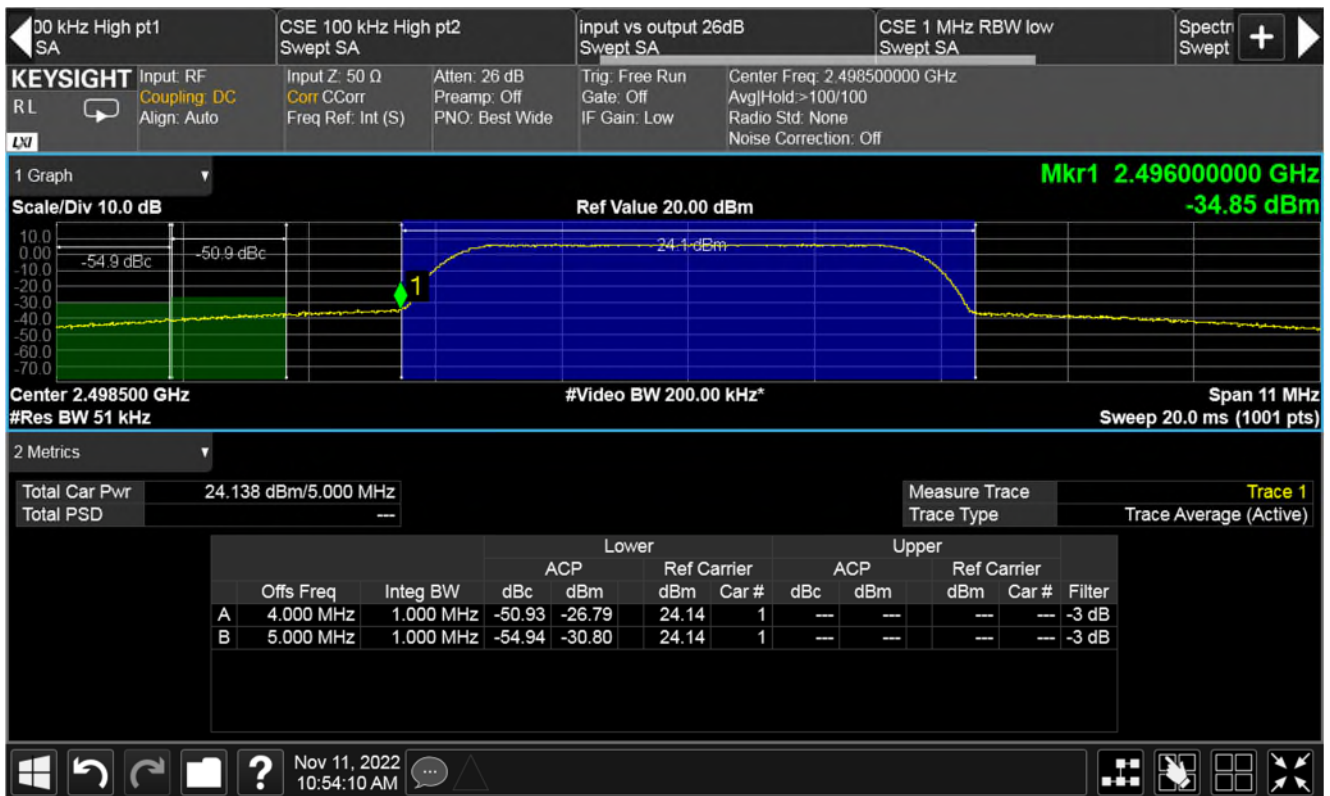 00 kHz High pt1
SA
CSE 100 kHz High pt2
Swept SA
input vs output 26dB
Swept SA
CSE 1 MHz RBW low
Swept SA
Spectr
Swept
+
KEYSIGHT
RL
LXI
Input: RF
Coupling: DC
Align: Auto
Input Z: 50 Ω
Corr CCorr
Freq Ref: Int (S)
Atten: 26 dB
Preamp: Off
PNO: Best Wide
Trig: Free Run
Gate: Off
IF Gain: Low
Center Freq: 2.498500000 GHz
Avg|Hold:>100/100
Radio Std: None
Noise Correction: Off
1 Graph
Mkr1 2.496000000 GHz
-34.85 dBm
Scale/Div 10.0 dB
Ref Value 20.00 dBm
10.0
0.00
-10.0
-20.0
-30.0
-40.0
-50.0
-60.0
-70.0
-54.9 dBc
-50.9 dBc
24.1 dBm
1
Center 2.498500 GHz
#Video BW 200.00 kHz*
Span 11 MHz
#Res BW 51 kHz
Sweep 20.0 ms (1001 pts)
2 Metrics
Total Car Pwr 24.138 dBm/5.000 MHz
Total PSD ---
Measure Trace Trace 1
Trace Type Trace Average (Active)
Lower Upper
ACP Ref Carrier ACP Ref Carrier
Offs Freq Integ BW dBc dBm dBm Car # dBc dBm dBm Car # Filter
A 4.000 MHz 1.000 MHz -50.93 -26.79 24.14 1 --- --- --- --- -3 dB
B 5.000 MHz 1.000 MHz -54.94 -30.80 24.14 1 --- --- --- --- -3 dB
?
Nov 11, 2022
10:54:10 AM